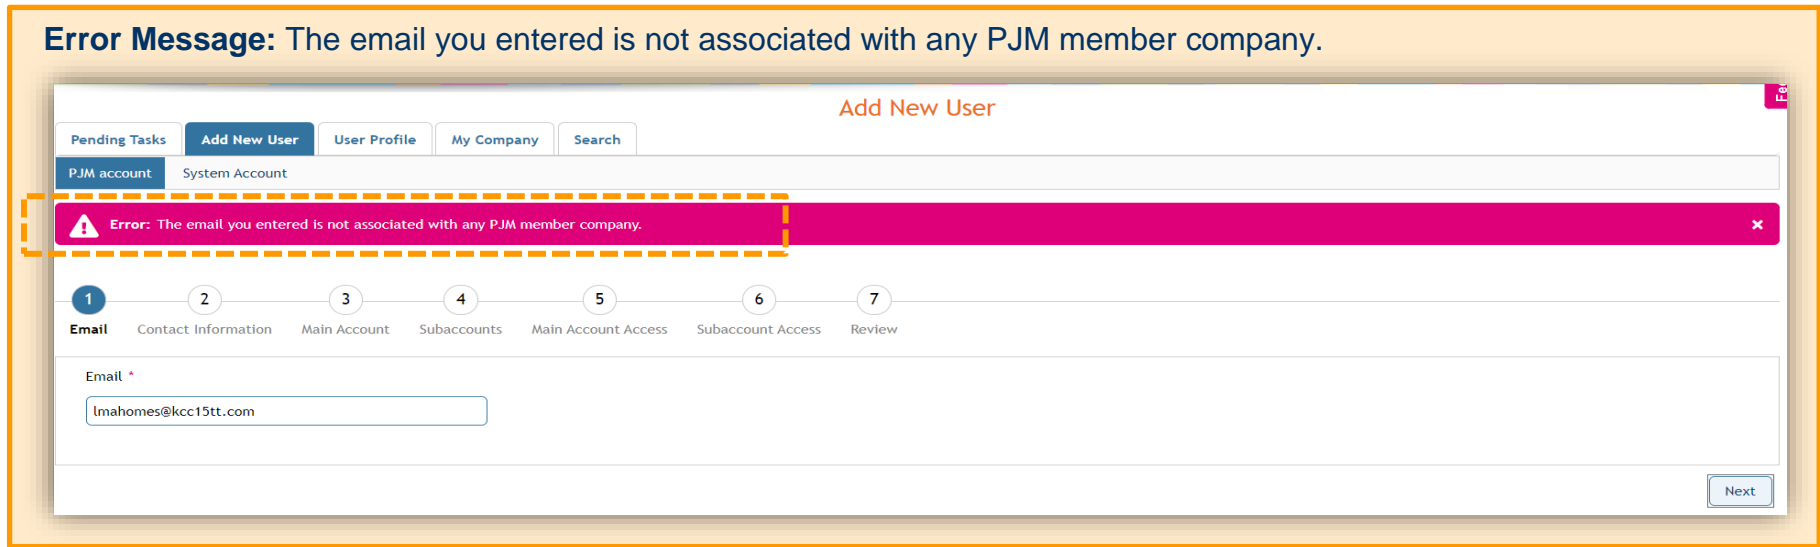 Error Message: The email you entered is not associated with any PJM member company.
Add New User
Pending Tasks Add New User User Profile My Company Search
PJM account System Account
Error: The email you entered is not associated with any PJM member company.
1 2 3 4 5 6 7
Email Contact Information Main Account Subaccounts Main Account Access Subaccount Access Review
Email *
lmahomes@kcc15tt.com
Next